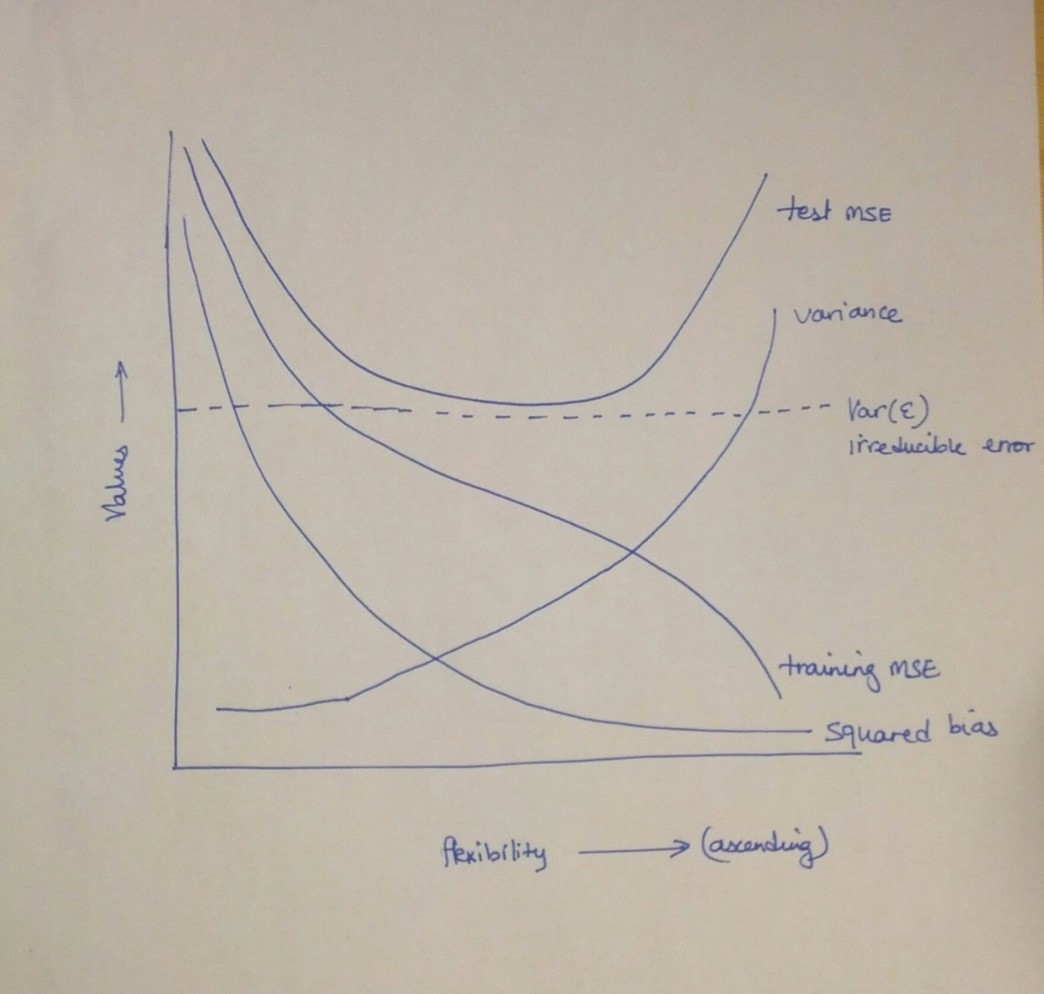 test MSE
variance
Var(ε)
irreducible error
Values
training MSE
squared bias
flexibility (ascending)